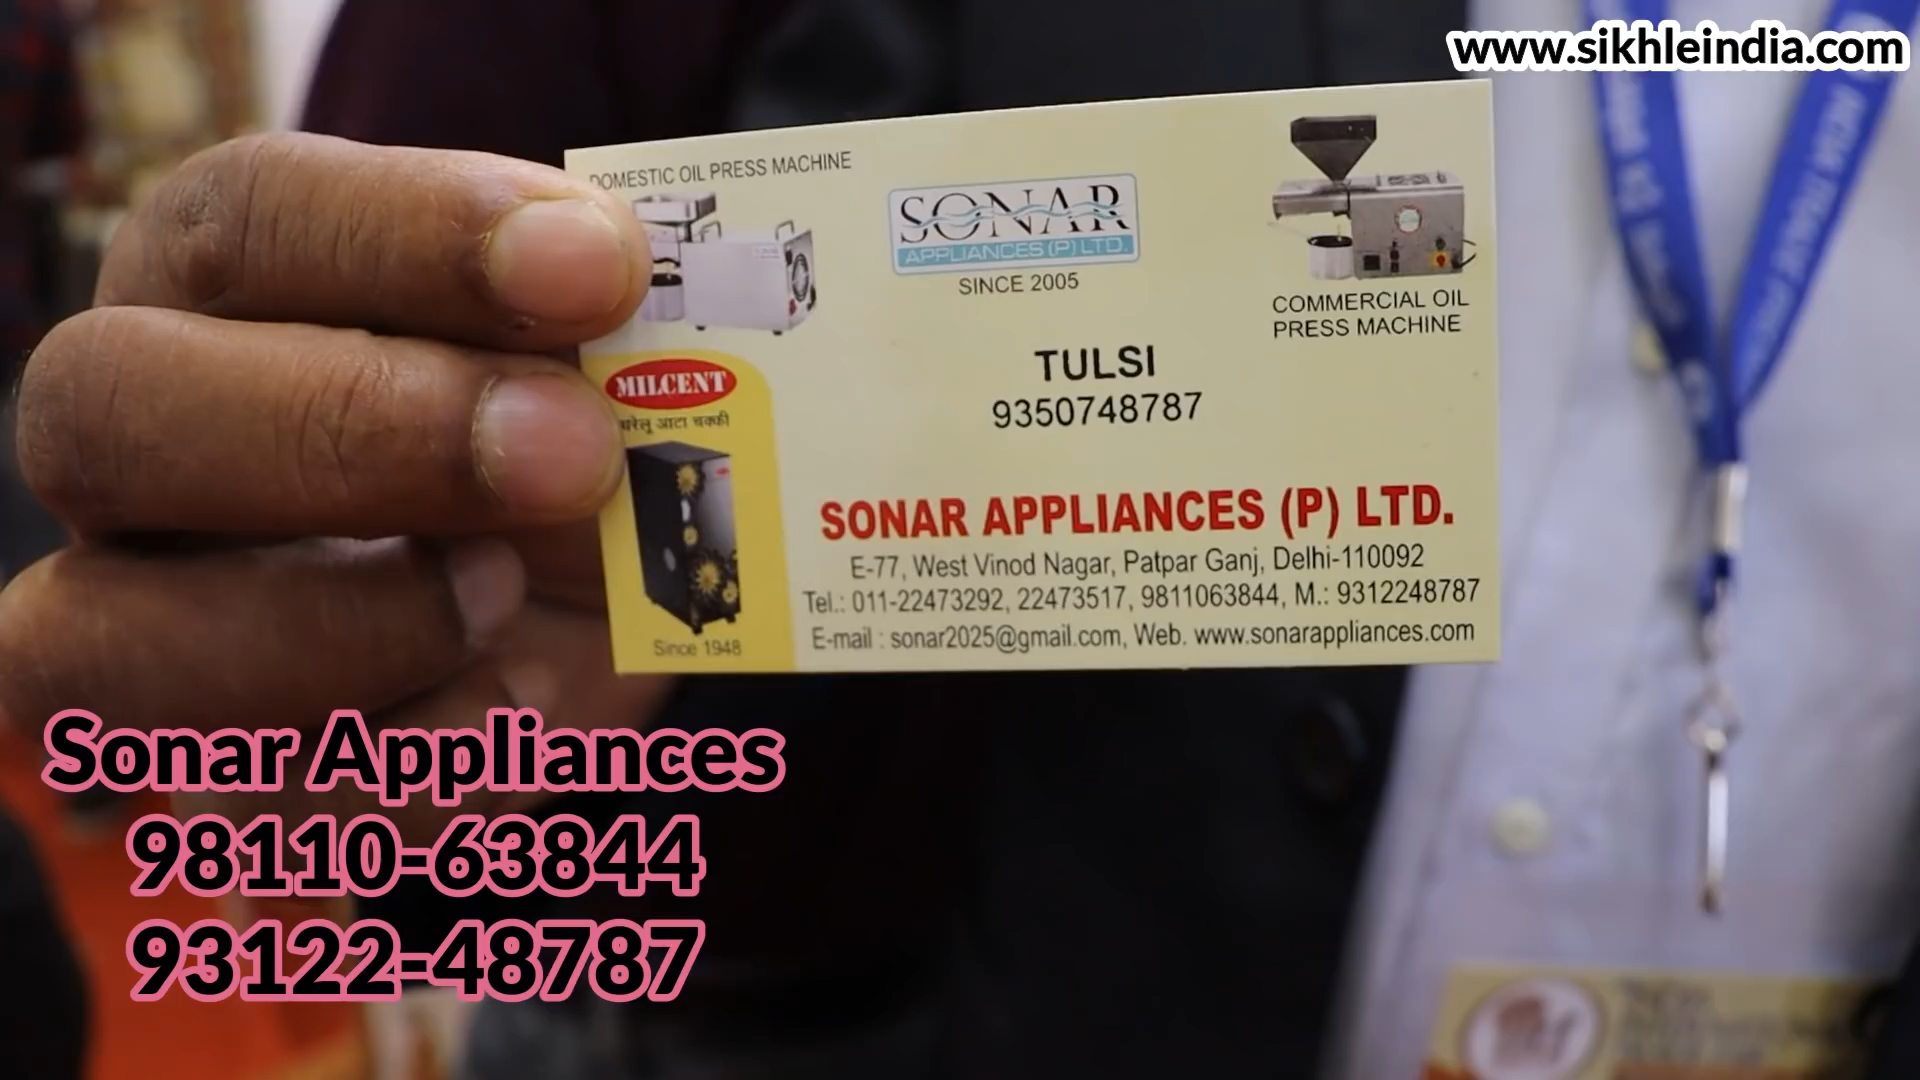 www.sikhleindia.com
DOMESTIC OIL PRESS MACHINE
SONAR
APPLIANCES (P) LTD.
SINCE 2005
COMMERCIAL OIL
PRESS MACHINE
TULSI
9350748787
MILCENT
घरेलू आटा चक्की
Since 1948
SONAR APPLIANCES (P) LTD.
E-77, West Vinod Nagar, Patpar Ganj, Delhi-110092
Tel.: 011-22473292, 22473517, 9811063844, M.: 9312248787
E-mail : sonar2025@gmail.com, Web. www.sonarappliances.com
Sonar Appliances
98110-63844
93122-48787